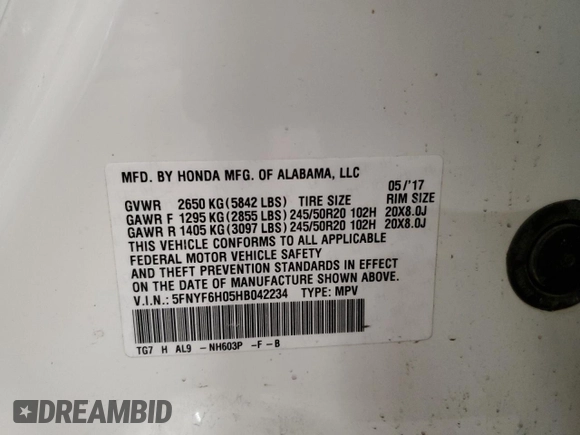 MFD. BY HONDA MFG. OF ALABAMA, LLC
05/'17
GVWR 2650 KG (5842 LBS) TIRE SIZE RIM SIZE
GAWR F 1295 KG (2855 LBS) 245/50R20 102H 20X8.0J
GAWR R 1405 KG (3097 LBS) 245/50R20 102H 20X8.0J
THIS VEHICLE CONFORMS TO ALL APPLICABLE
FEDERAL MOTOR VEHICLE SAFETY
AND THEFT PREVENTION STANDARDS IN EFFECT
ON THE DATE OF MANUFACTURE SHOWN ABOVE.
V.I.N.: 5FNYF6H05HB042234 TYPE: MPV
TG7 H AL9 -NH603P -F-B
DREAMBID